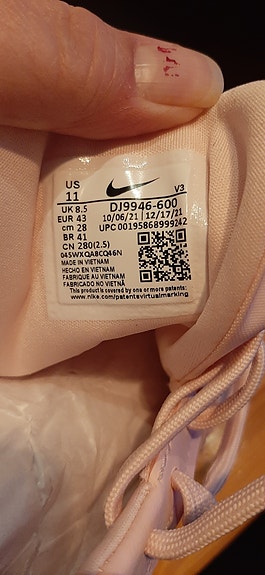 US
11
V3
UK 8.5
DJ9946-600
EUR 43
10/06/21 | 12/17/21
cm 28
UPC 00195868999242
BR 41
CN 280(2.5)
045WXQA8CQ46N
MADE IN VIETNAM
HECHO EN VIETNAM
FABRIQUE AU VIETNAM
FABRICADO NO VIETNÃ
This product is covered by one or more patents:
www.nike.com/patentsvirtualmarking